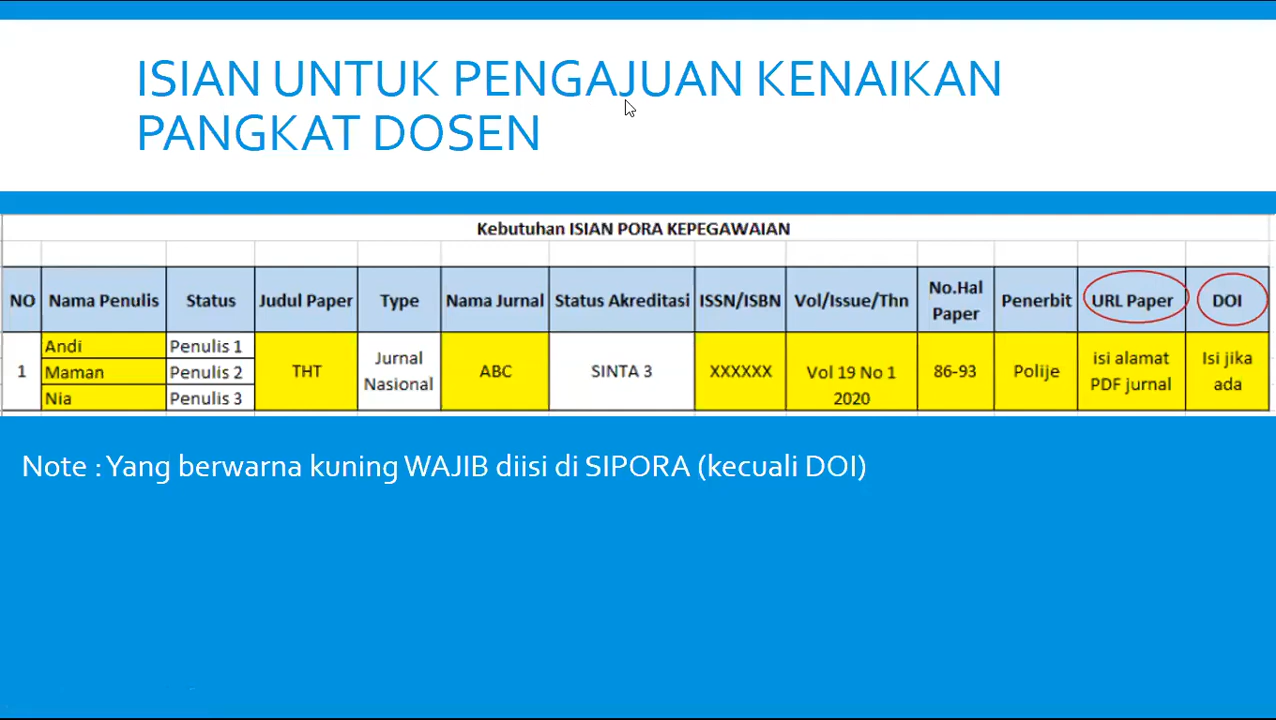 ISIAN UNTUK PENGAJUAN KENAIKAN
PANGKAT DOSEN
Kebutuhan ISIAN PORA KEPEGAWAIAN
NO Nama Penulis Status Judul Paper Type Nama Jurnal Status Akreditasi ISSN/ISBN Vol/Issue/Thn No.Hal Paper Penerbit URL Paper DOI
1 Andi Penulis 1 THT Jurnal Nasional ABC SINTA 3 XXXXXX Vol 19 No 1 2020 86-93 Polije isi alamat PDF jurnal Isi jika ada
Maman Penulis 2
Nia Penulis 3
Note : Yang berwarna kuning WAJIB diisi di SIPORA (kecuali DOI)